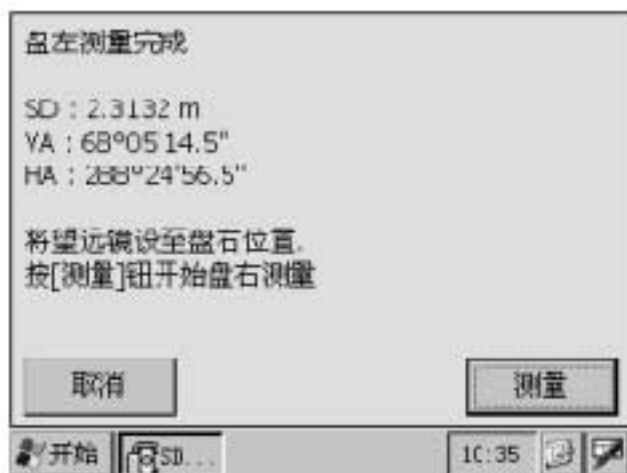 盘左测量完成
SD : 2.3132 m
VA : 68°05'14.5"
HA : 288°24'56.5"
将望远镜设至盘石位置.
按[测量]钮开始盘右测量
取消
测量
开始
SD...
10:35